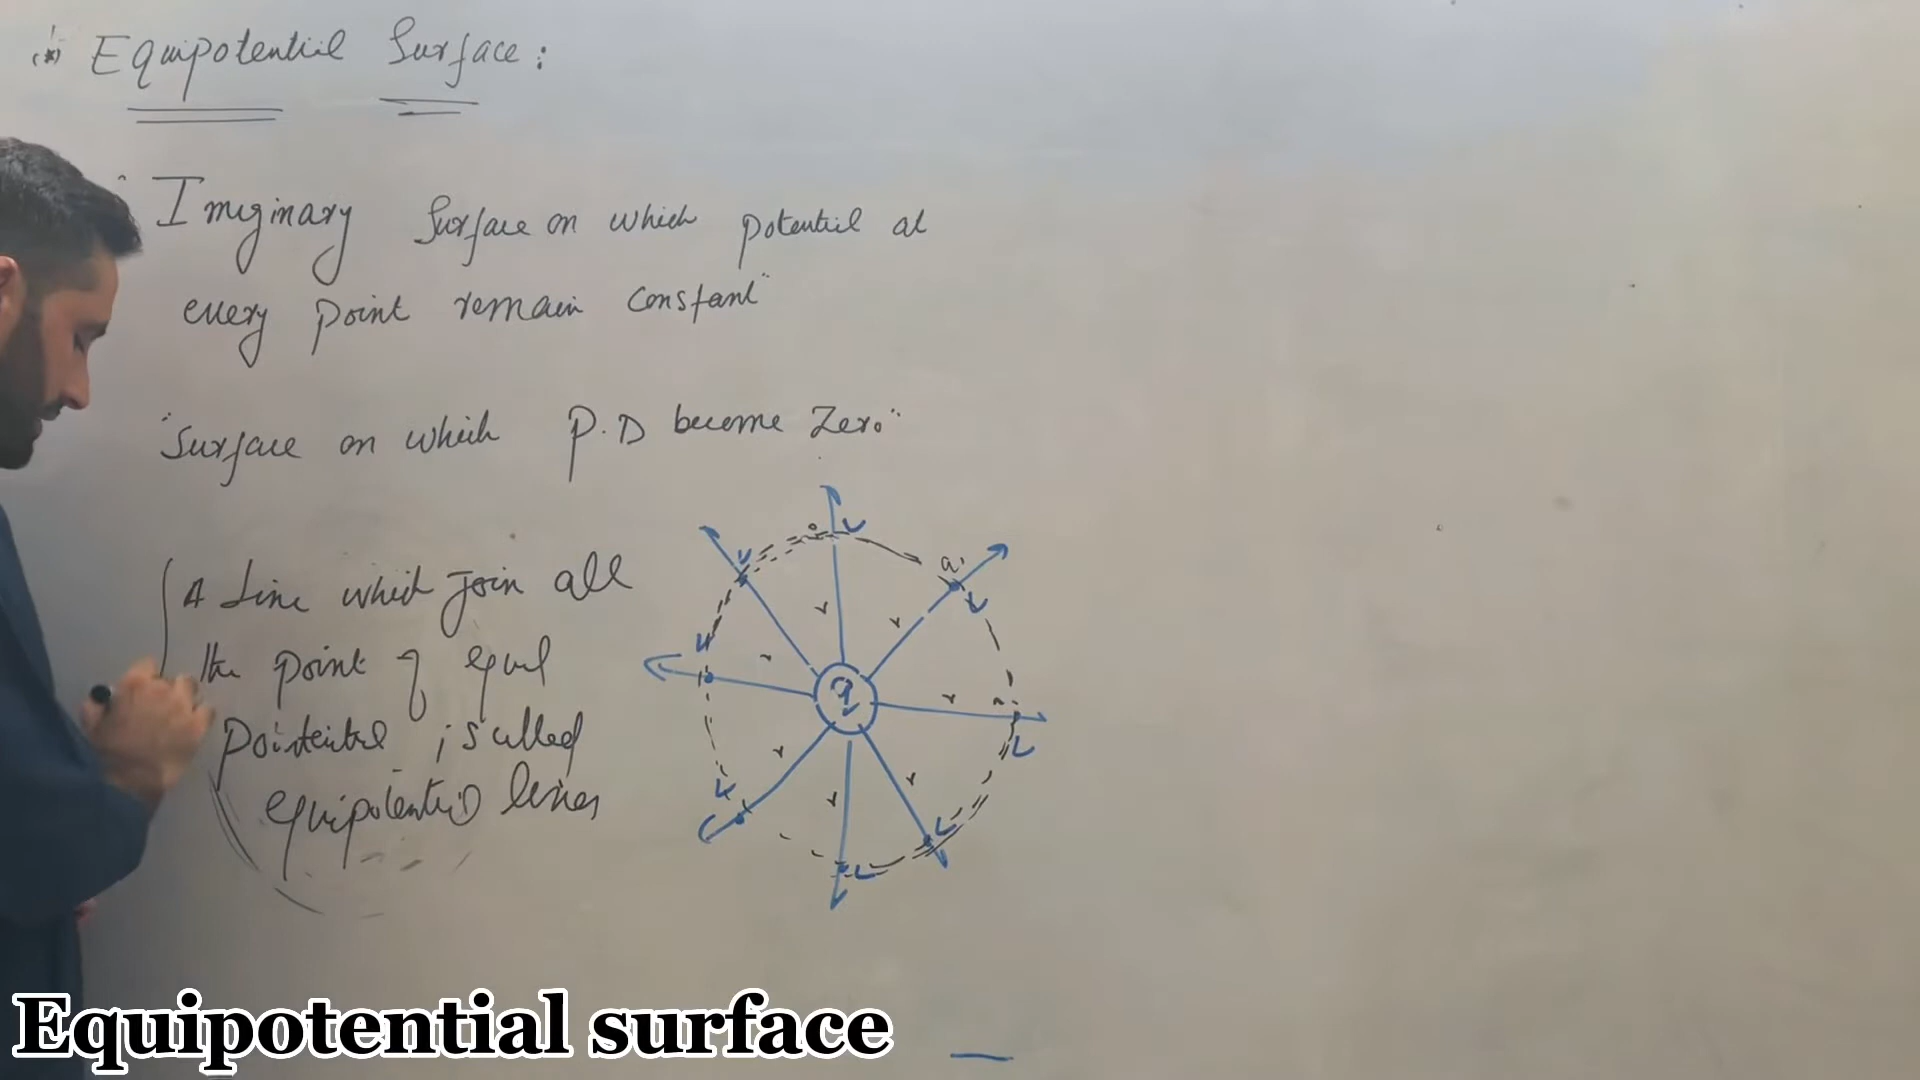 (*) Equipotential Surface:
"Imaginary Surface on which potential at
every point remain constant"
"Surface on which P.D become Zero"
A Line which join all
the point of equal
pointential is called
equipotential lines
q
Equipotential surface